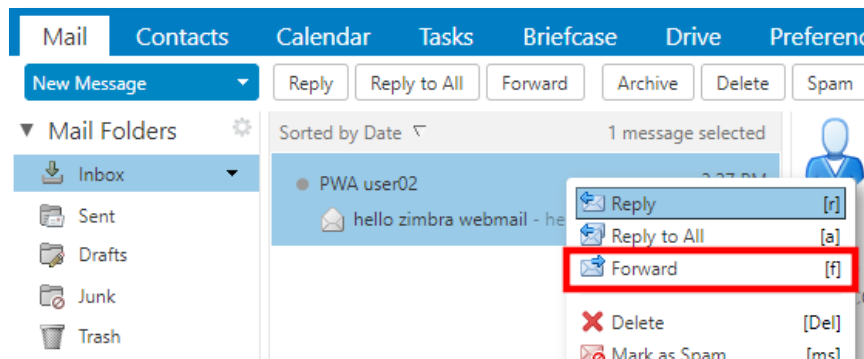 Mail Contacts Calendar Tasks Briefcase Drive
New Message Reply Reply to All Forward Archive Delete Spam
Mail Folders Sorted by Date 1 message selected
Inbox
PWA user02
hello zimbra webmail - he
Sent
Drafts
Junk
Trash
Reply [r]
Reply to All [a]
Forward [f]
Delete [Del]
Mark as Spam [ms]